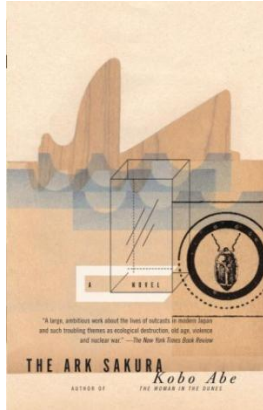 A NOVEL
"A large, ambitious work about the lives of outcasts in modern Japan
and such troubling themes as ecological destruction, old age, violence
and nuclear war." —The New York Times Book Review
THE ARK SAKURA
Kobo Abe
AUTHOR OF THE WOMAN IN THE DUNES